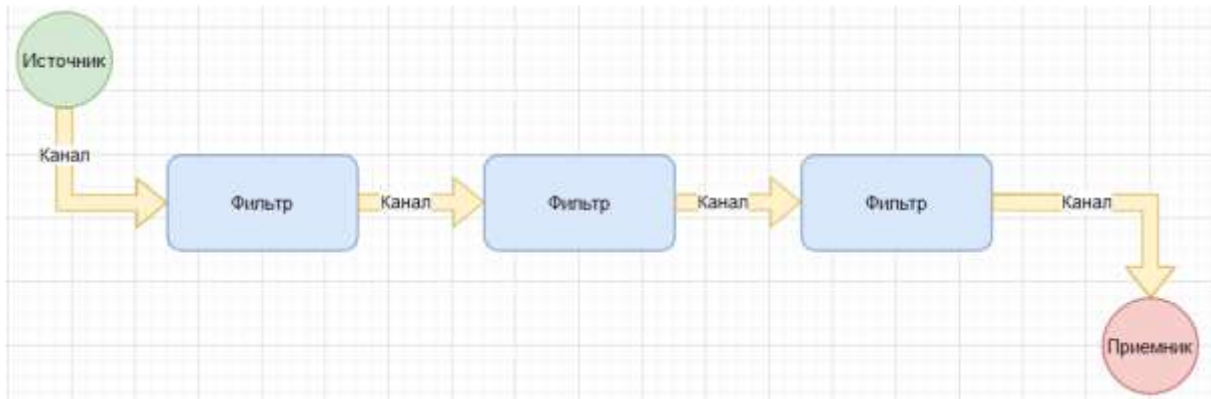 Источник
Канал
Фильтр
Канал
Фильтр
Канал
Фильтр
Канал
Приемник